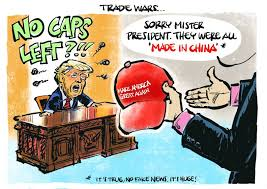 TRADE WARS...
NO CAPS
LEFT?!!
SORRY MISTER
PRESIDENT. THEY WERE ALL
'MADE IN CHINA' *
MAKE AMERICA
GREAT AGAIN
* IT'S TRUE, NO FAKE NEWS, IT'S HUGE!